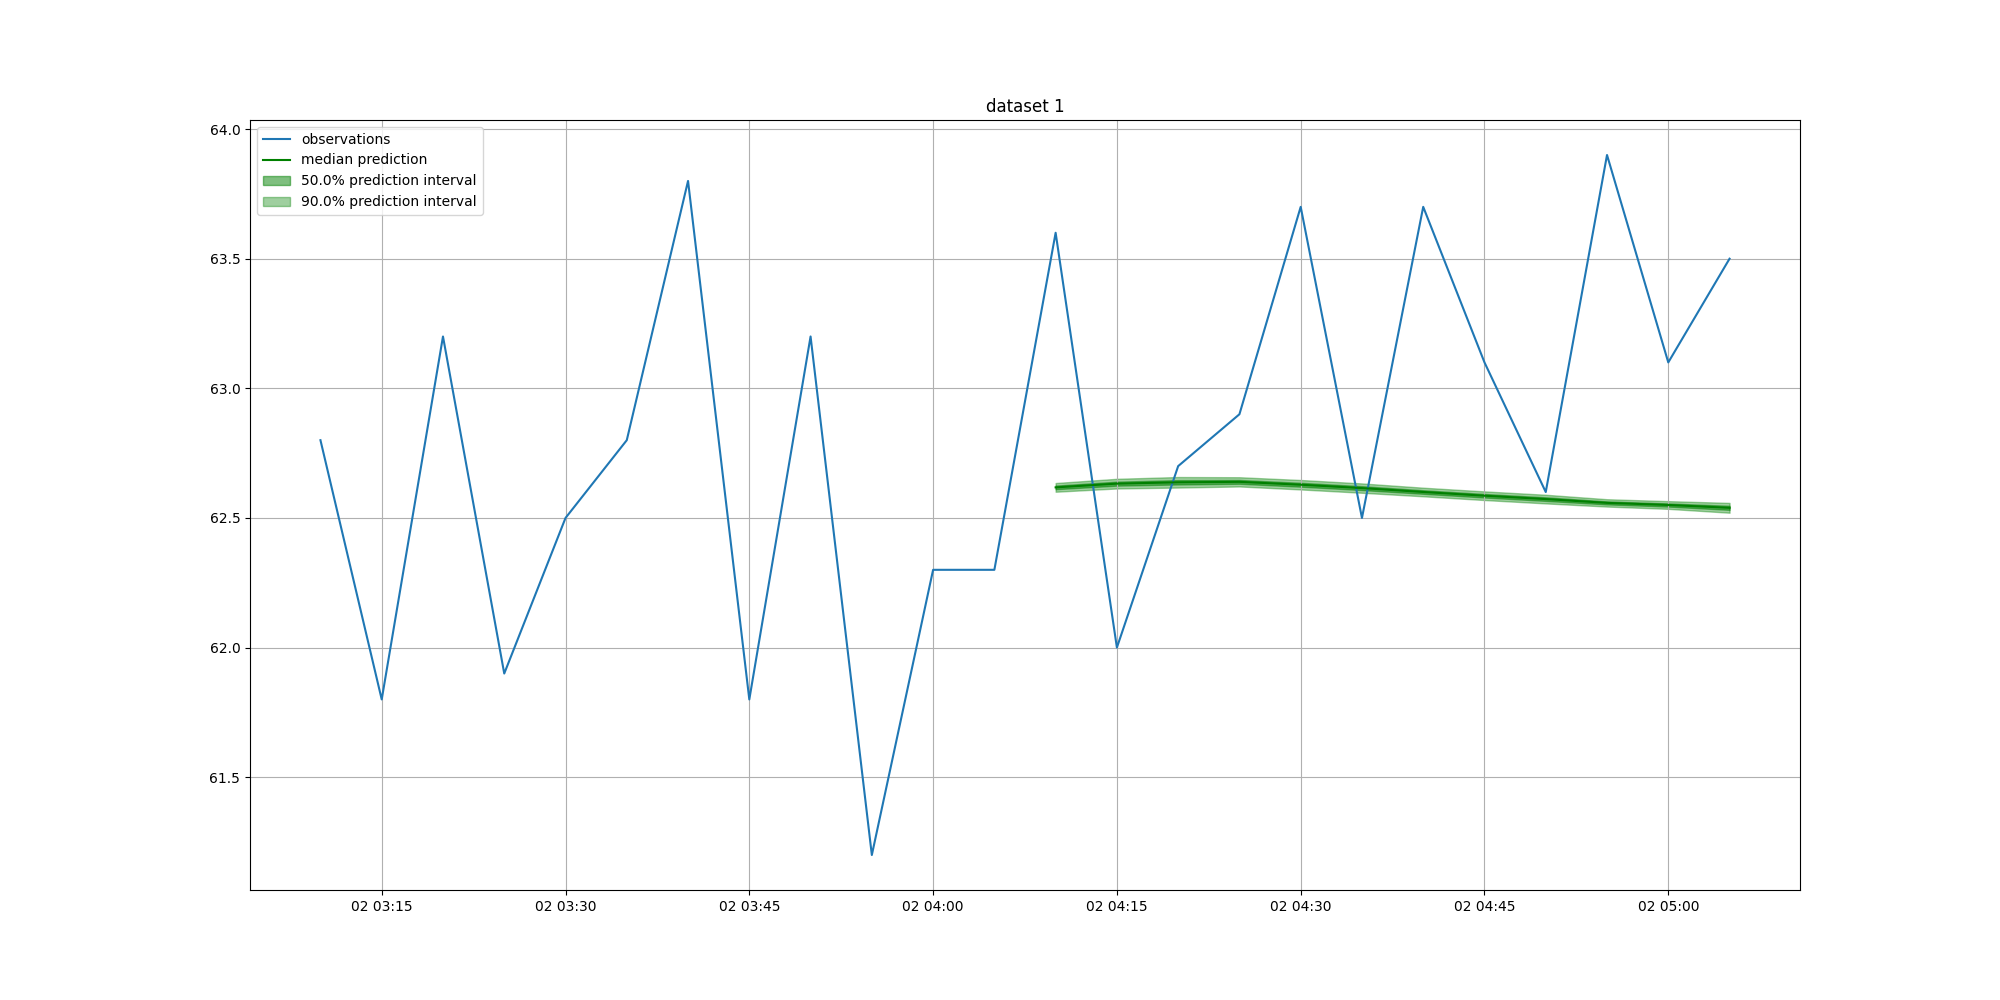 dataset 1
observations
median prediction
50.0% prediction interval
90.0% prediction interval
64.0
63.5
63.0
62.5
62.0
61.5
02 03:15 02 03:30 02 03:45 02 04:00 02 04:15 02 04:30 02 04:45 02 05:00